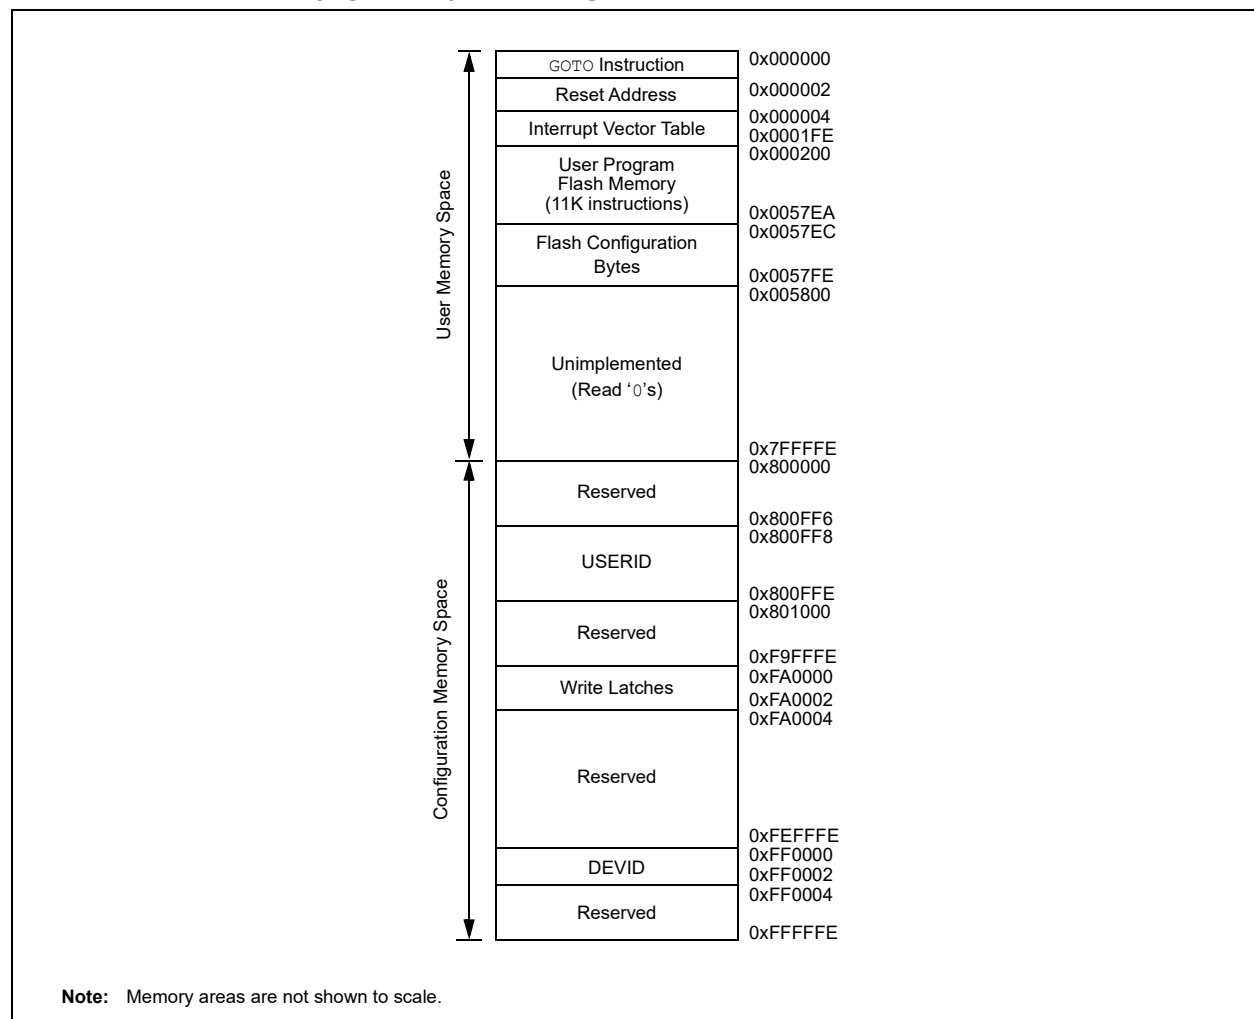 GOTO Instruction
0x000000
Reset Address
0x000002
Interrupt Vector Table
0x000004
0x0001FE
User Program
Flash Memory
(11K instructions)
0x000200
0x0057EA
Flash Configuration
Bytes
0x0057EC
0x0057FE
Unimplemented
(Read ‘0’s)
0x005800
0x7FFFFE
User Memory Space
Reserved
0x800000
0x800FF6
USERID
0x800FF8
0x800FFE
Reserved
0x801000
0xF9FFFE
Write Latches
0xFA0000
0xFA0002
Reserved
0xFA0004
0xFEFFFE
DEVID
0xFF0000
0xFF0002
Reserved
0xFF0004
0xFFFFFE
Configuration Memory Space
Note: Memory areas are not shown to scale.